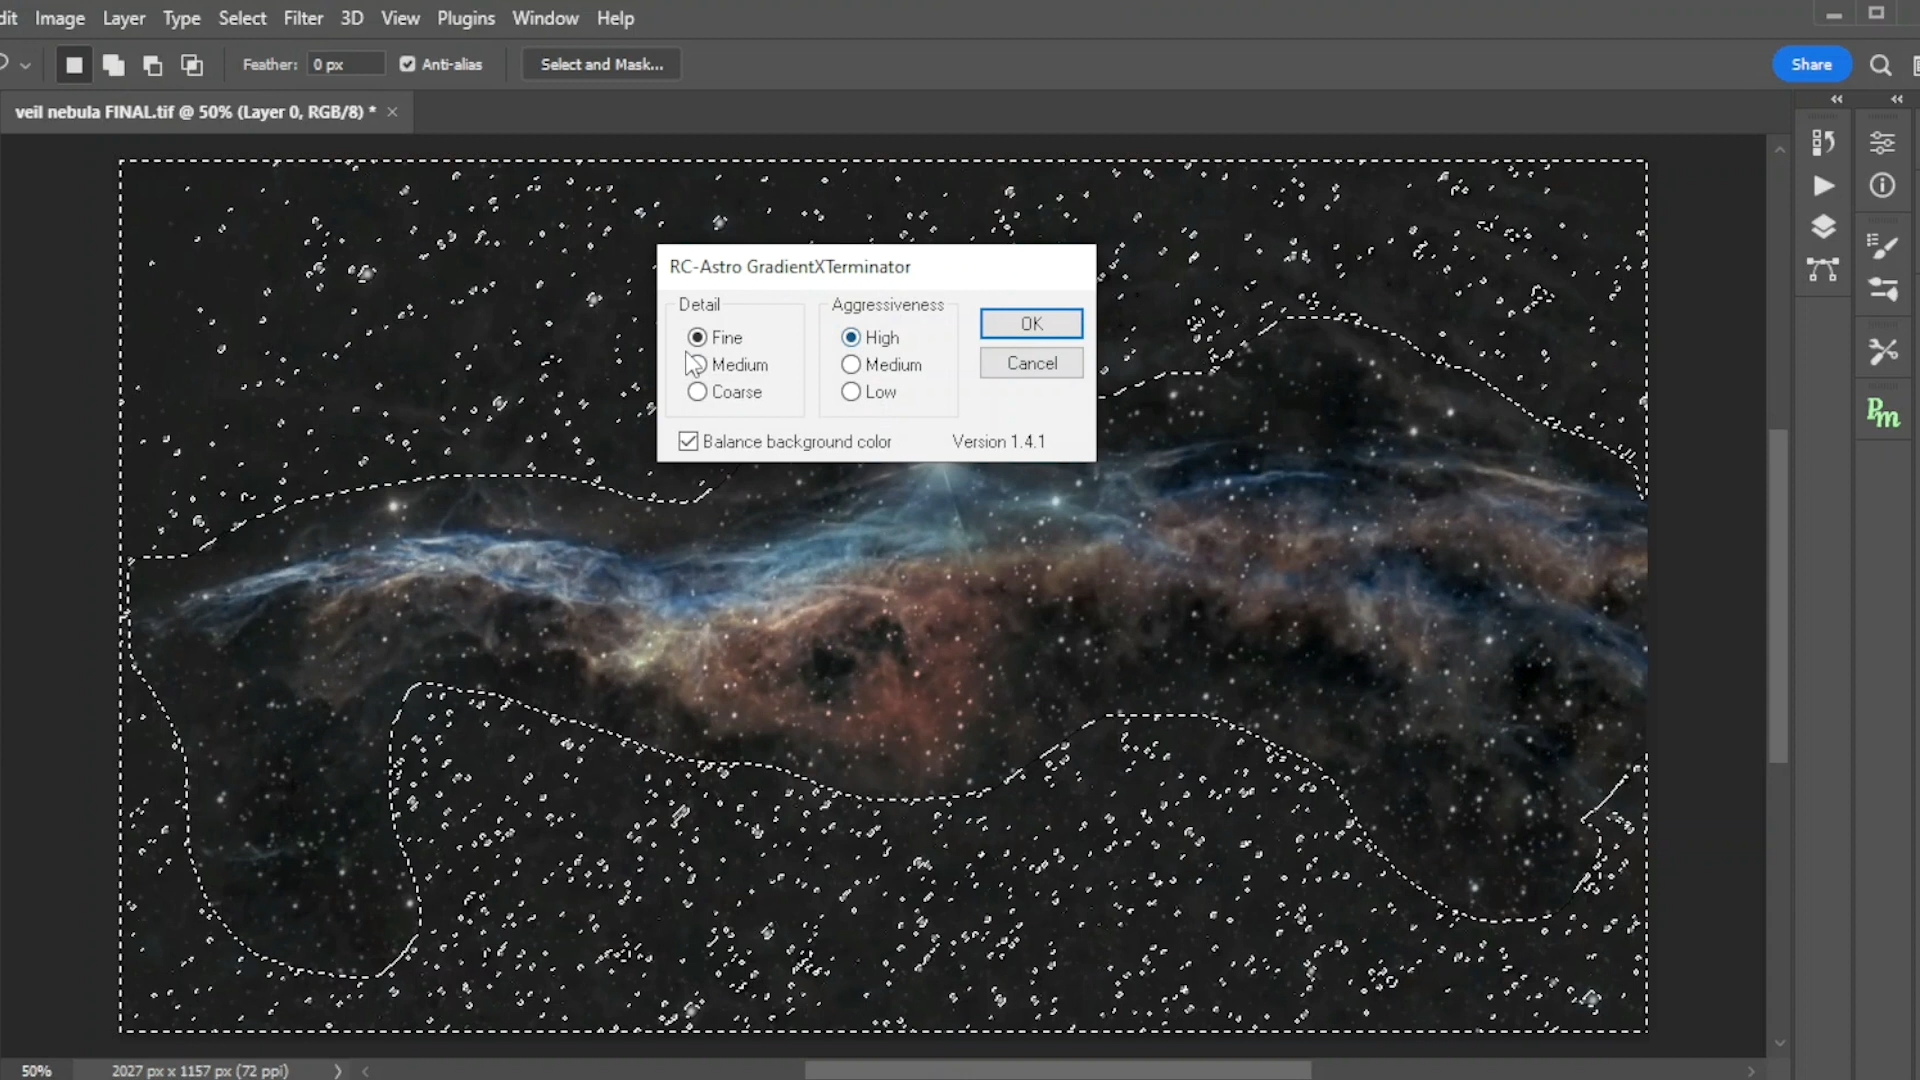 dit Image Layer Type Select Filter 3D View Plugins Window Help
Feather: 0 px Anti-alias Select and Mask... Share
veil nebula FINAL.tif @ 50% (Layer 0, RGB/8) * ×
RC-Astro GradientXTerminator
Detail Aggressiveness
OK
Fine High
Medium Medium Cancel
Coarse Low
Balance background color Version 1.4.1
Pm
50% 2027 px x 1157 px (72 ppi)